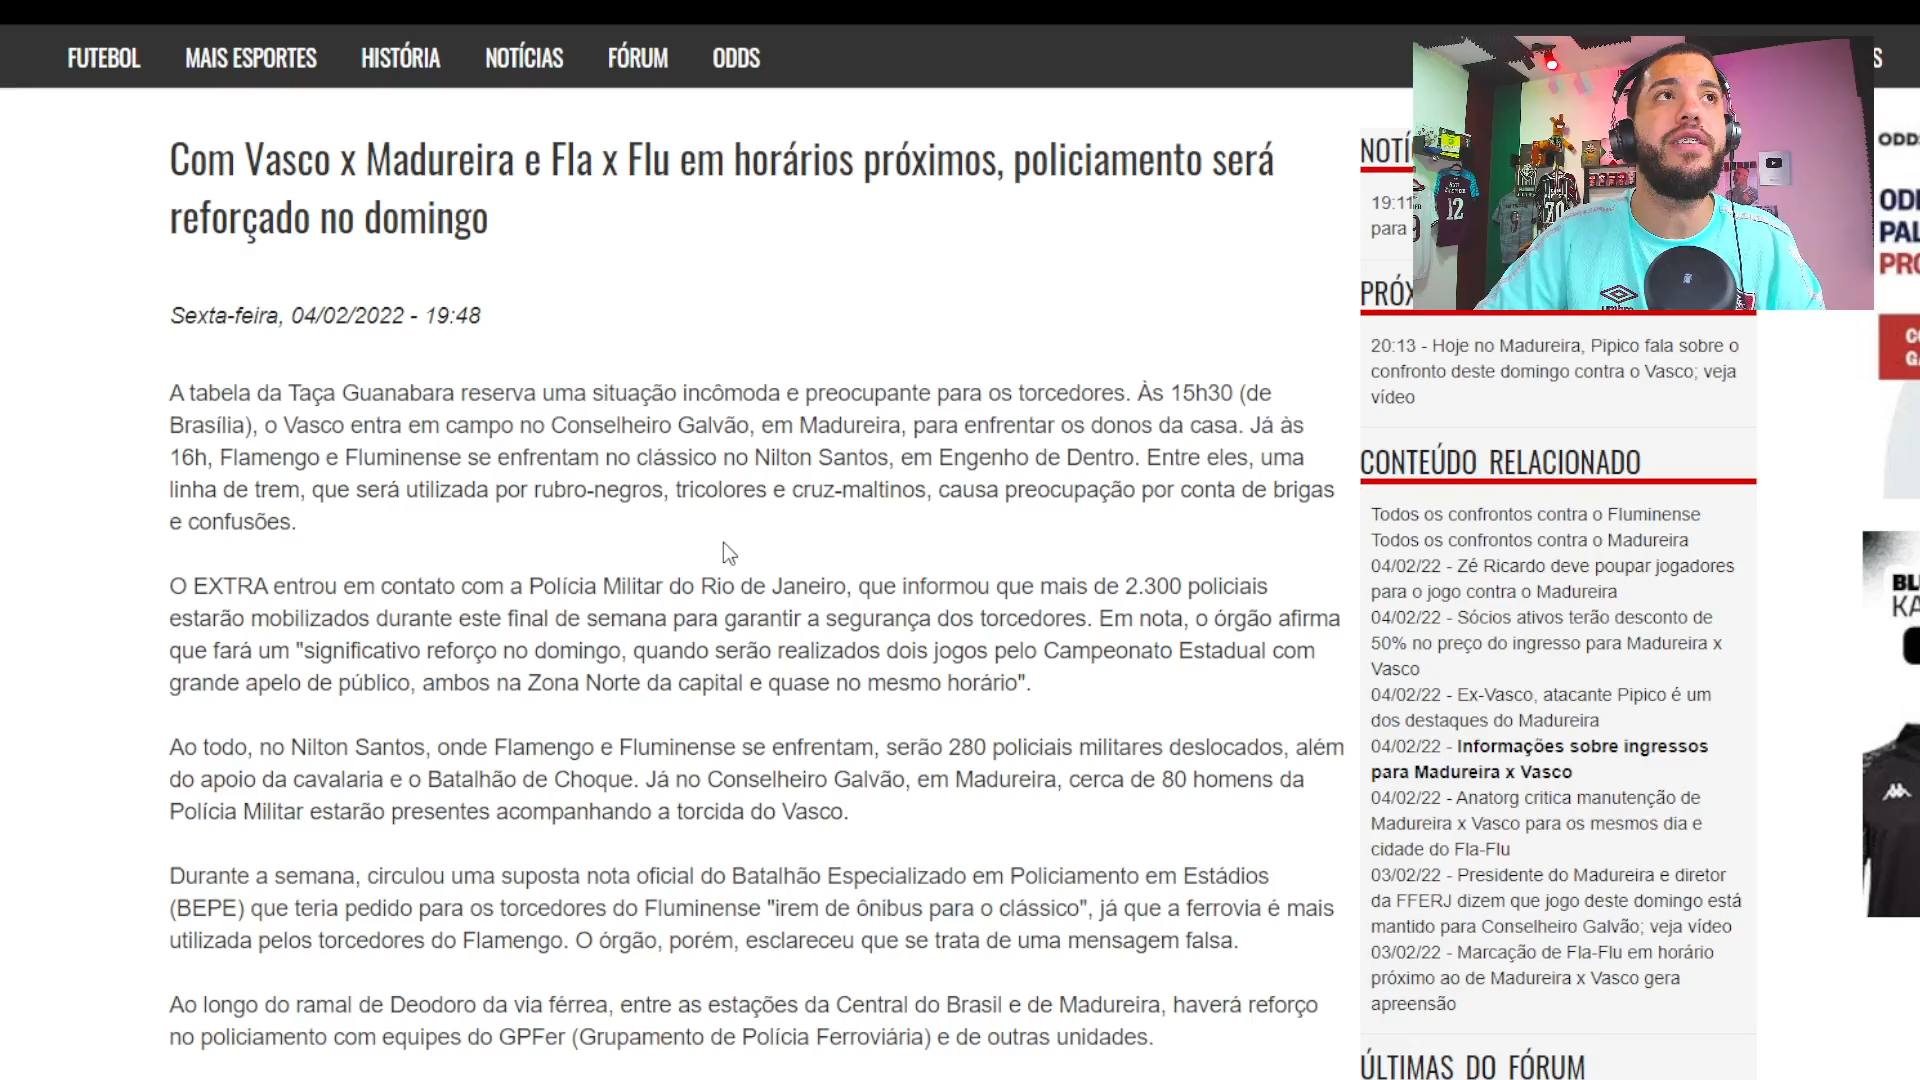 FUTEBOL MAIS ESPORTES HISTÓRIA NOTÍCIAS FÓRUM ODDS
Com Vasco x Madureira e Fla x Flu em horários próximos, policiamento será
reforçado no domingo
Sexta-feira, 04/02/2022 - 19:48
A tabela da Taça Guanabara reserva uma situação incômoda e preocupante para os torcedores. Às 15h30 (de
Brasília), o Vasco entra em campo no Conselheiro Galvão, em Madureira, para enfrentar os donos da casa. Já às
16h, Flamengo e Fluminense se enfrentam no clássico no Nilton Santos, em Engenho de Dentro. Entre eles, uma
linha de trem, que será utilizada por rubro-negros, tricolores e cruz-maltinos, causa preocupação por conta de brigas
e confusões.
O EXTRA entrou em contato com a Polícia Militar do Rio de Janeiro, que informou que mais de 2.300 policiais
estarão mobilizados durante este final de semana para garantir a segurança dos torcedores. Em nota, o órgão afirma
que fará um "significativo reforço no domingo, quando serão realizados dois jogos pelo Campeonato Estadual com
grande apelo de público, ambos na Zona Norte da capital e quase no mesmo horário".
Ao todo, no Nilton Santos, onde Flamengo e Fluminense se enfrentam, serão 280 policiais militares deslocados, além
do apoio da cavalaria e o Batalhão de Choque. Já no Conselheiro Galvão, em Madureira, cerca de 80 homens da
Polícia Militar estarão presentes acompanhando a torcida do Vasco.
Durante a semana, circulou uma suposta nota oficial do Batalhão Especializado em Policiamento em Estádios
(BEPE) que teria pedido para os torcedores do Fluminense "irem de ônibus para o clássico", já que a ferrovia é mais
utilizada pelos torcedores do Flamengo. O órgão, porém, esclareceu que se trata de uma mensagem falsa.
Ao longo do ramal de Deodoro da via férrea, entre as estações da Central do Brasil e de Madureira, haverá reforço
no policiamento com equipes do GPFer (Grupamento de Polícia Ferroviária) e de outras unidades.
NOTÍ
19:11
para
PRÓX
20:13 - Hoje no Madureira, Pipico fala sobre o
confronto deste domingo contra o Vasco; veja
vídeo
CONTEÚDO RELACIONADO
Todos os confrontos contra o Fluminense
Todos os confrontos contra o Madureira
04/02/22 - Zé Ricardo deve poupar jogadores
para o jogo contra o Madureira
04/02/22 - Sócios ativos terão desconto de
50% no preço do ingresso para Madureira x
Vasco
04/02/22 - Ex-Vasco, atacante Pipico é um
dos destaques do Madureira
04/02/22 - Informações sobre ingressos
para Madureira x Vasco
04/02/22 - Anatorg critica manutenção de
Madureira x Vasco para os mesmos dia e
cidade do Fla-Flu
03/02/22 - Presidente do Madureira e diretor
da FFERJ dizem que jogo deste domingo está
mantido para Conselheiro Galvão; veja vídeo
03/02/22 - Marcação de Fla-Flu em horário
próximo ao de Madureira x Vasco gera
apreensão
ÚLTIMAS DO FÓRUM
12
9
S
ODD
PAL
PRO
BL
KA